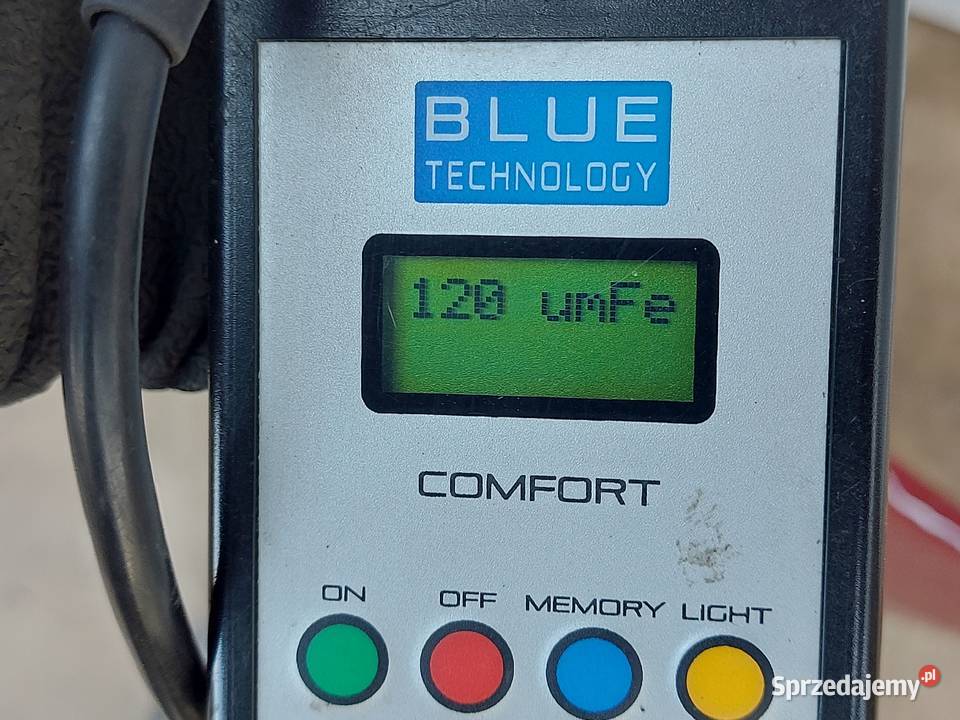 BLUE
TECHNOLOGY
120 umFe
COMFORT
ON OFF MEMORY LIGHT
Sprzedajemy.pl